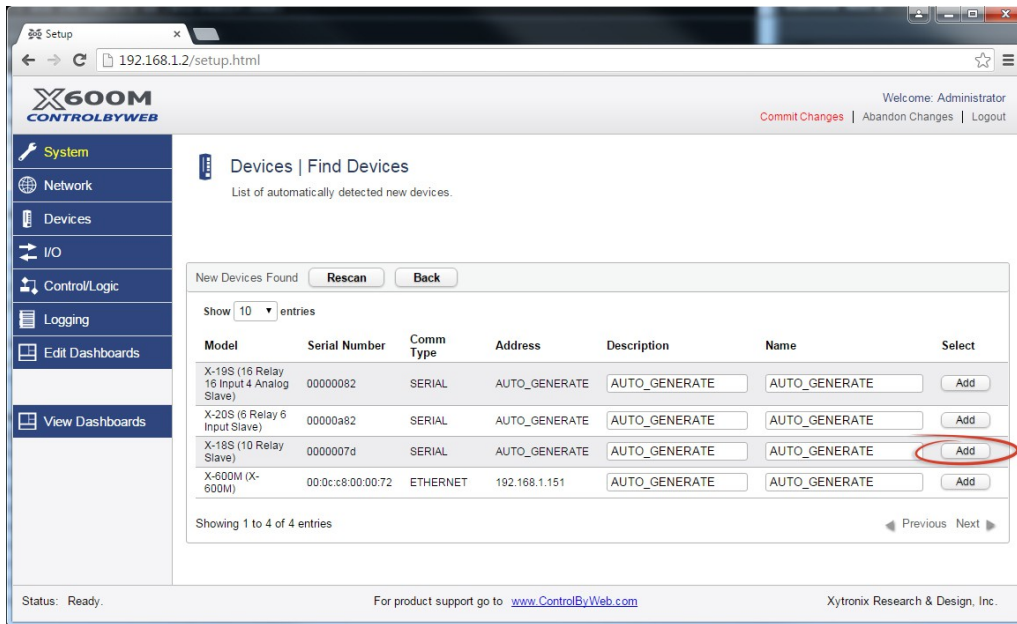 Setup
192.168.1.2/setup.html
X600M
CONTROLBYWEB
Welcome: Administrator
Commit Changes | Abandon Changes | Logout
System
Network
Devices
I/O
Control/Logic
Logging
Edit Dashboards
View Dashboards
Devices | Find Devices
List of automatically detected new devices.
New Devices Found Rescan Back
Show 10 entries
Model Serial Number Comm Type Address Description Name Select
X-19S (16 Relay 16 Input 4 Analog Slave) 00000082 SERIAL AUTO_GENERATE AUTO_GENERATE AUTO_GENERATE Add
X-20S (6 Relay 6 Input Slave) 00000a82 SERIAL AUTO_GENERATE AUTO_GENERATE AUTO_GENERATE Add
X-18S (10 Relay Slave) 0000007d SERIAL AUTO_GENERATE AUTO_GENERATE AUTO_GENERATE Add
X-600M (X-600M) 00:0c:c8:00:00:72 ETHERNET 192.168.1.151 AUTO_GENERATE AUTO_GENERATE Add
Showing 1 to 4 of 4 entries
Previous Next
Status: Ready.
For product support go to www.ControlByWeb.com
Xytronix Research & Design, Inc.